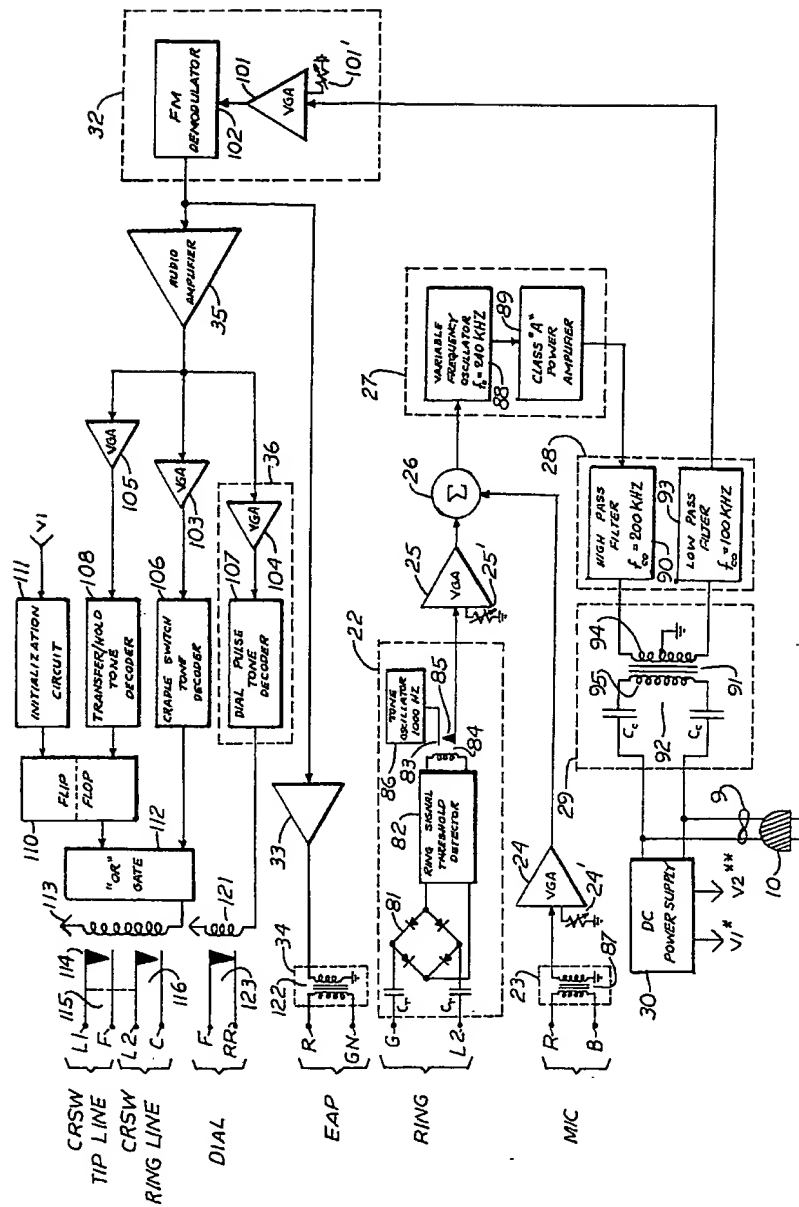 CRSW
TIP LINE
CRSW
RING LINE
DIAL
EAP
RING
MIC
L1
F
L2
C
F
RR
R
GN
G
L2
R
B
113
114
115
116
121
123
34
122
23
87
110
FLIP
FLOP
112
"OR"
GATE
111
V1
INITIALIZATION
CIRCUIT
108
TRANSFER/HOLD
TONE
DECODER
106
CRADLE SWITCH
TONE
DECODER
107
DIAL PULSE
TONE
DECODER
105
VGA
103
VGA
104
VGA
36
35
AUDIO
AMPLIFIER
32
FM
DEMODULATOR
102
101
VGA
101'
33
22
81
Cr
Cr
82
RING SIGNAL
THRESHOLD
DETECTOR
83
84
85
86
TONE
OSCILLATOR
1000 HZ
24
VGA
24'
25
VGA
25'
26
Σ
27
VARIABLE
FREQUENCY
OSCILLATOR
fo = 240 KHZ
88
89
CLASS "A"
POWER
AMPLIFIER
28
HIGH PASS
FILTER
fco = 200 KHZ
90
93
LOW PASS
FILTER
fco = 100 KHZ
29
94
95
91
92
Cc
Cc
30
DC
POWER SUPPLY
V1*
V2**
9
10